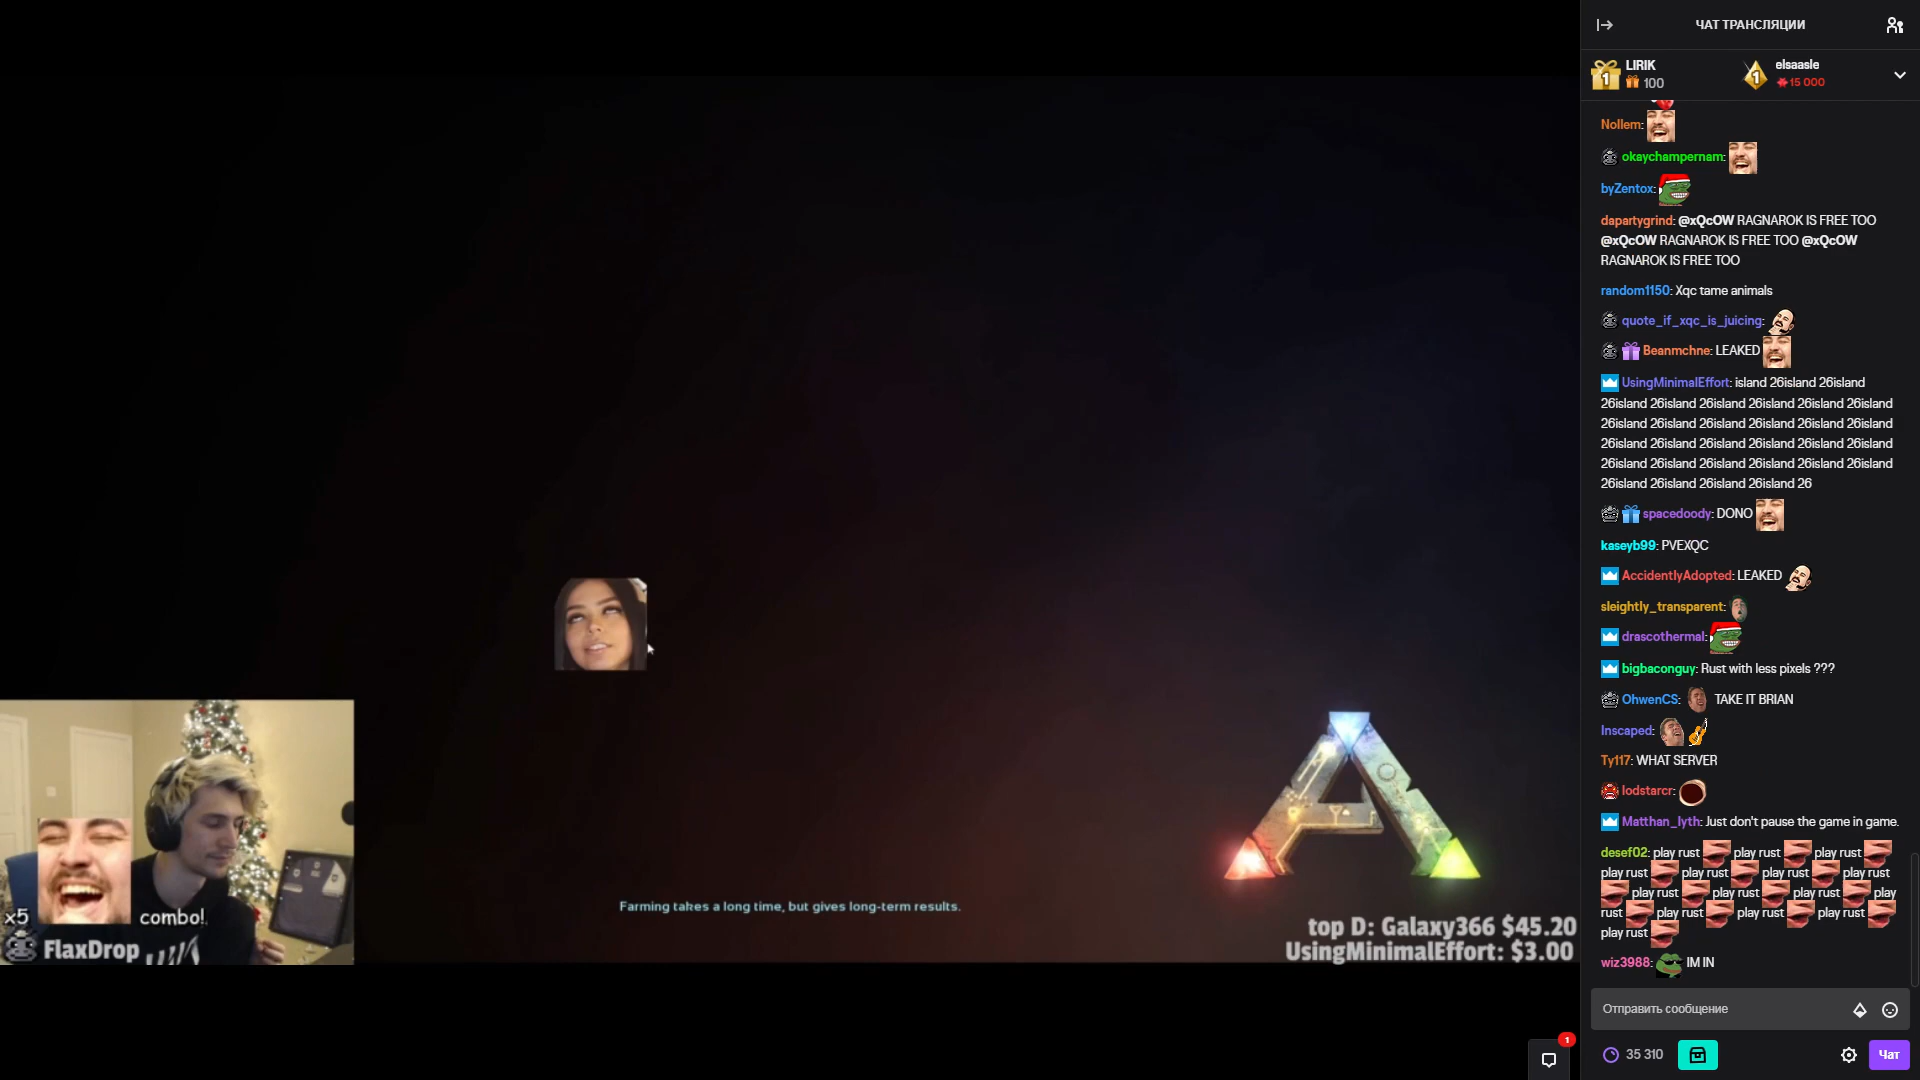 ЧАТ ТРАНСЛЯЦИИ
LIRIK
100
elsaasle
15 000
Nollem:
okaychampernam:
byZentox:
dapartygrind: @xQcOW RAGNAROK IS FREE TOO
@xQcOW RAGNAROK IS FREE TOO @xQcOW
RAGNAROK IS FREE TOO
random1150: Xqc tame animals
quote_if_xqc_is_juicing:
Beanmchne: LEAKED
UsingMinimalEffort: island 26island 26island
26island 26island 26island 26island 26island 26island
26island 26island 26island 26island 26island 26island
26island 26island 26island 26island 26island 26island
26island 26island 26island 26island 26island 26island
26island 26island 26island 26island 26
spacedoody: DONO
kaseyb99: PVEXQC
AccidentlyAdopted: LEAKED
sleightly_transparent:
drascothermal:
bigbaconguy: Rust with less pixels ???
OhwenCS: TAKE IT BRIAN
Inscaped:
Ty117: WHAT SERVER
lodstarcr:
Matthan_lyth: Just don't pause the game in game.
desef02: play rust play rust play rust
play rust play rust play rust play rust
play rust play rust play rust play
rust play rust play rust play rust
play rust
wiz3988: IM IN
Отправить сообщение
35 310
Чат
1
Farming takes a long time, but gives long-term results.
top D: Galaxy366 $45.20
UsingMinimalEffort: $3.00
x5 combo!
FlaxDrop